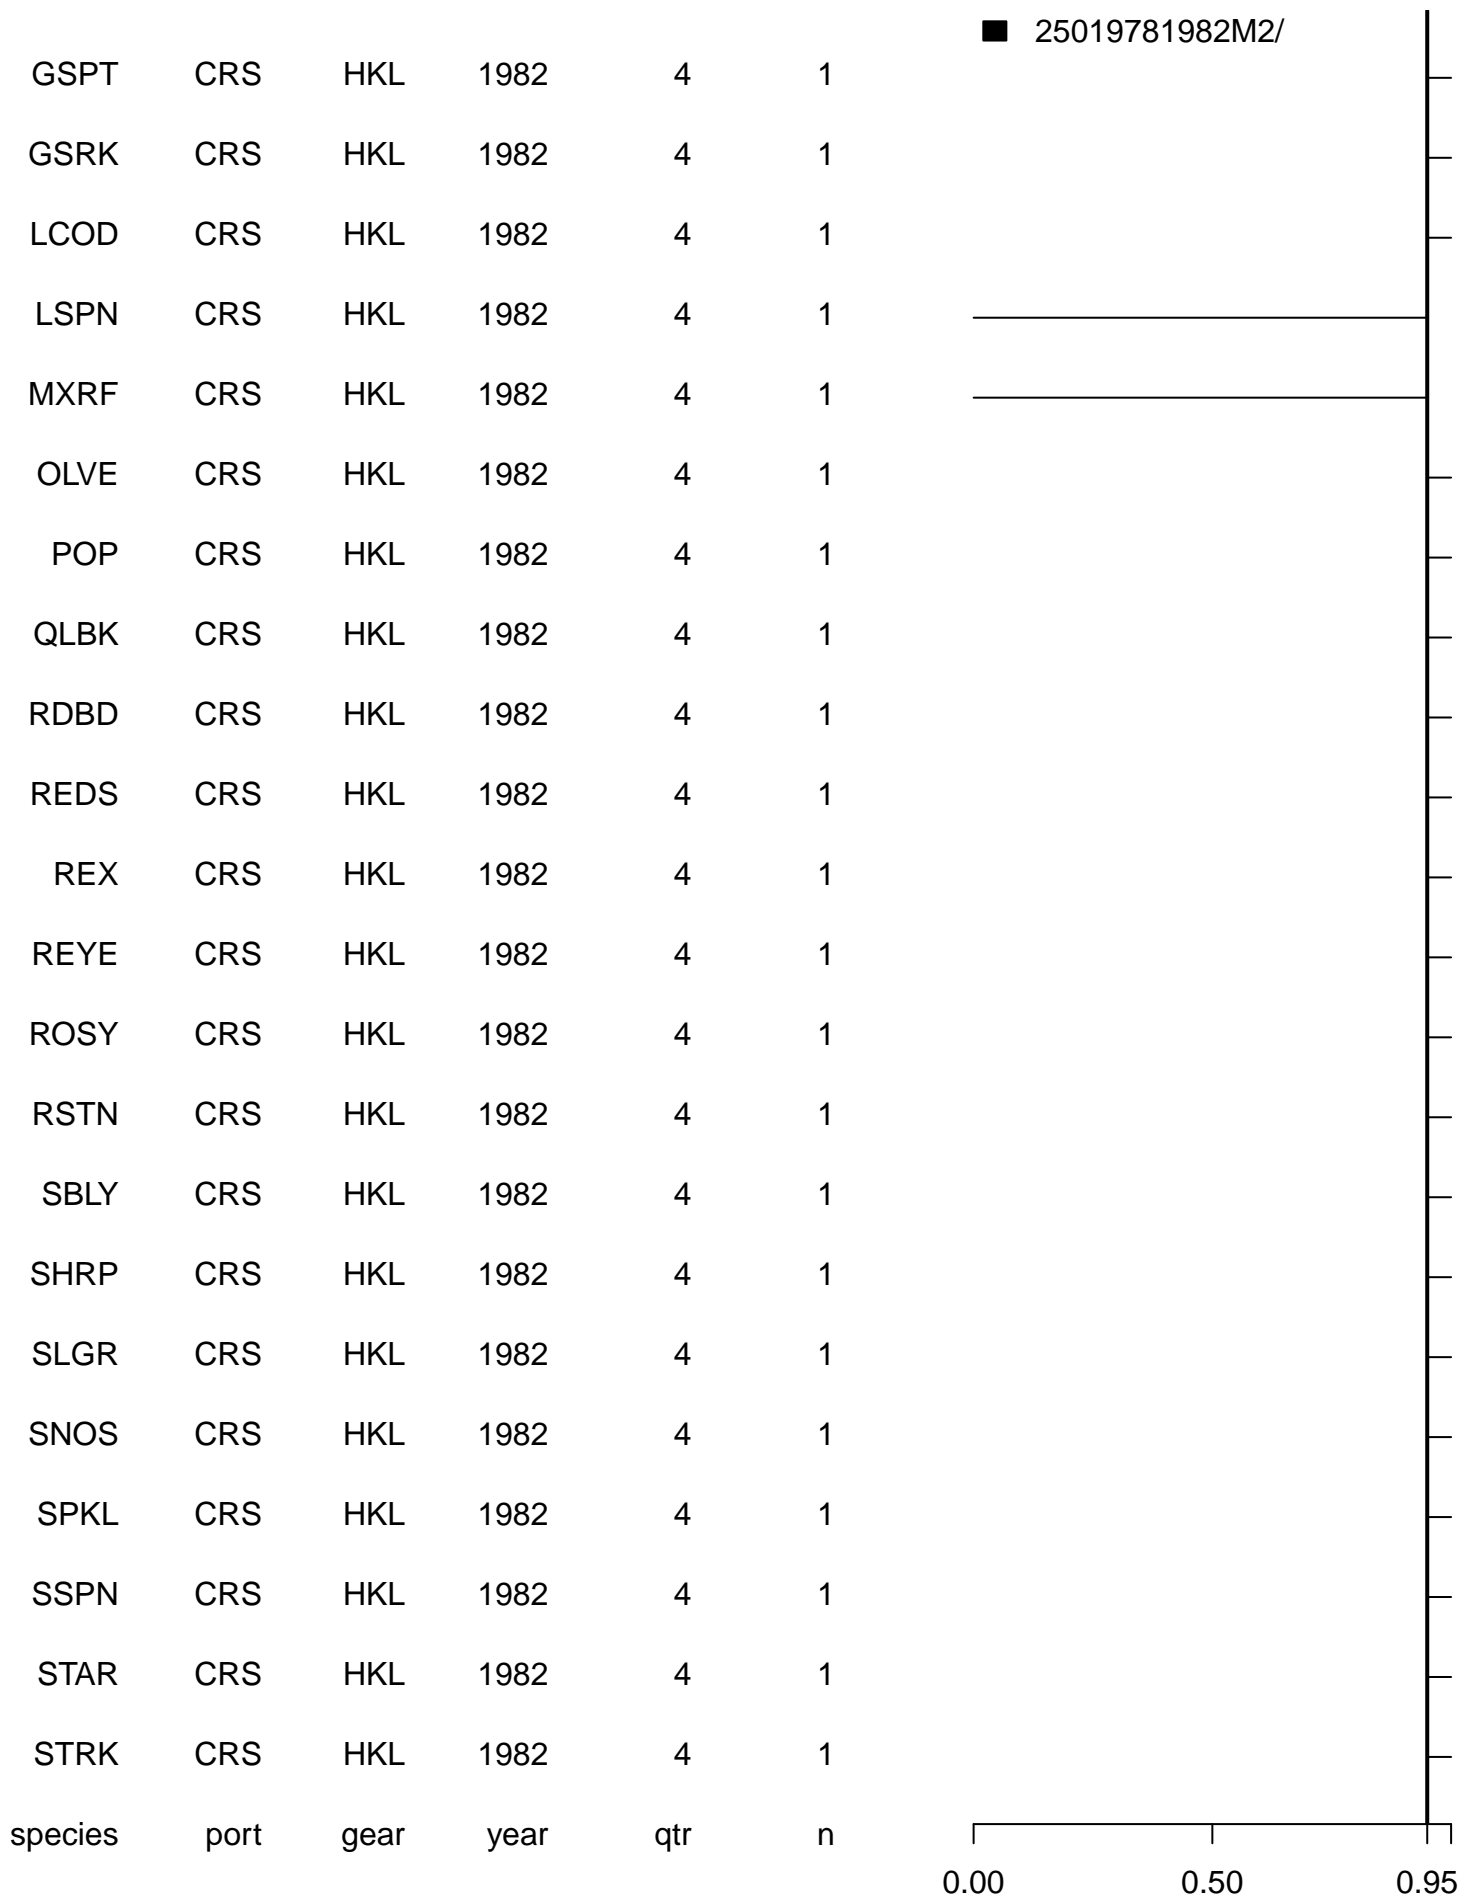 25019781982M2/
GSPT CRS HKL 1982 4 1
GSRK CRS HKL 1982 4 1
LCOD CRS HKL 1982 4 1
LSPN CRS HKL 1982 4 1
MXRF CRS HKL 1982 4 1
OLVE CRS HKL 1982 4 1
POP CRS HKL 1982 4 1
QLBK CRS HKL 1982 4 1
RDBD CRS HKL 1982 4 1
REDS CRS HKL 1982 4 1
REX CRS HKL 1982 4 1
REYE CRS HKL 1982 4 1
ROSY CRS HKL 1982 4 1
RSTN CRS HKL 1982 4 1
SBLY CRS HKL 1982 4 1
SHRP CRS HKL 1982 4 1
SLGR CRS HKL 1982 4 1
SNOS CRS HKL 1982 4 1
SPKL CRS HKL 1982 4 1
SSPN CRS HKL 1982 4 1
STAR CRS HKL 1982 4 1
STRK CRS HKL 1982 4 1
species port gear year qtr n
0.00 0.50 0.95